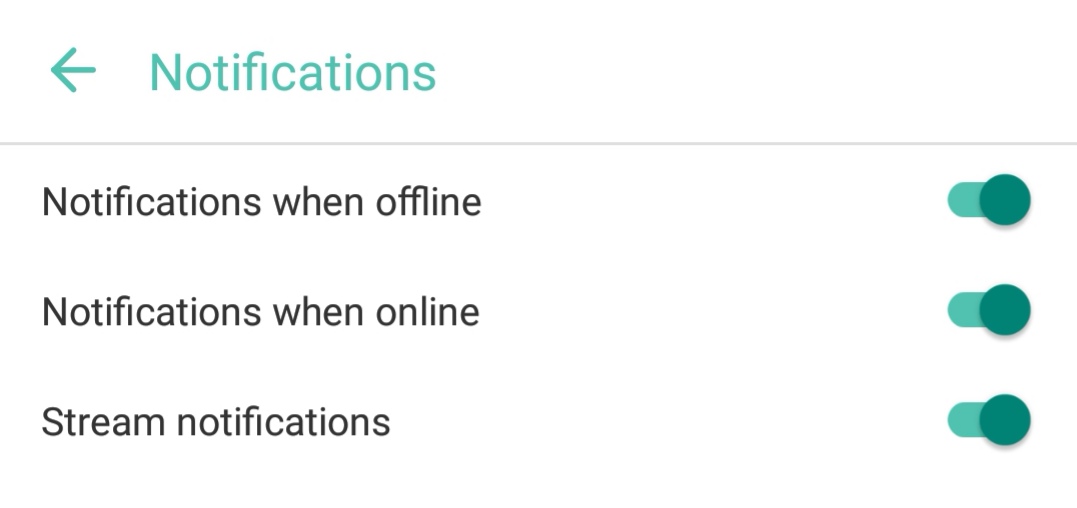 Notifications
Notifications when offline
Notifications when online
Stream notifications